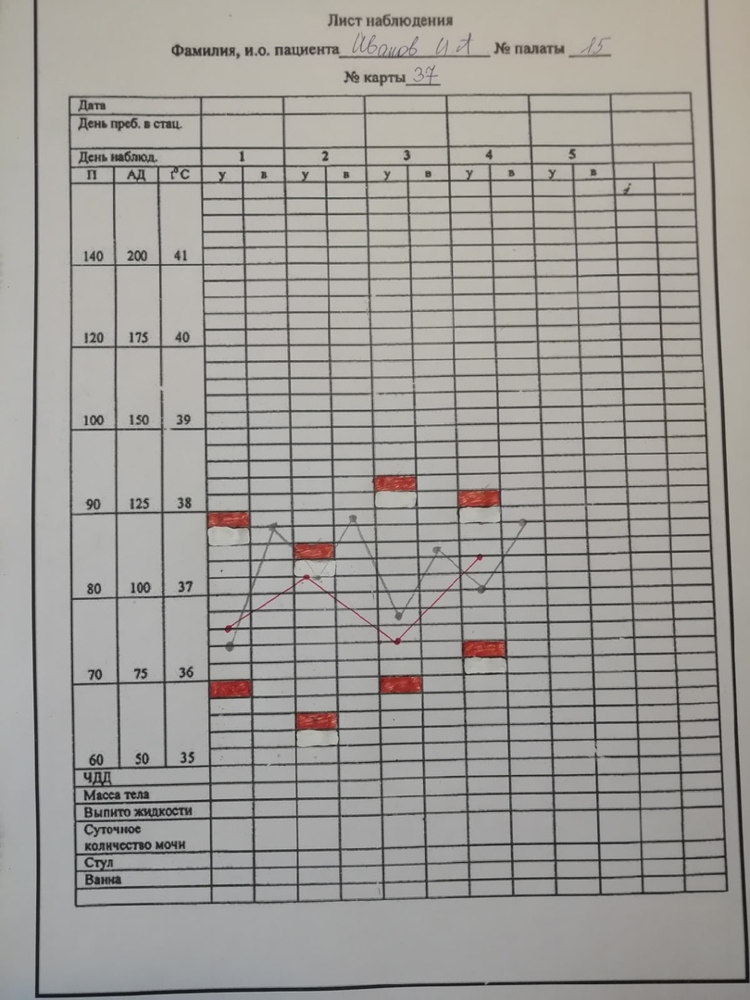 Лист наблюдения
Фамилия, и.о. пациента Иванов И А № палаты 15
№ карты 37
Дата
День преб. в стац.
День наблюд. 1 2 3 4 5
П АД t⁰C у в у в у в у в у в
140 200 41
120 175 40
100 150 39
90 125 38
80 100 37
70 75 36
60 50 35
ЧДД
Масса тела
Выпито жидкости
Суточное
количество мочи
Стул
Ванна